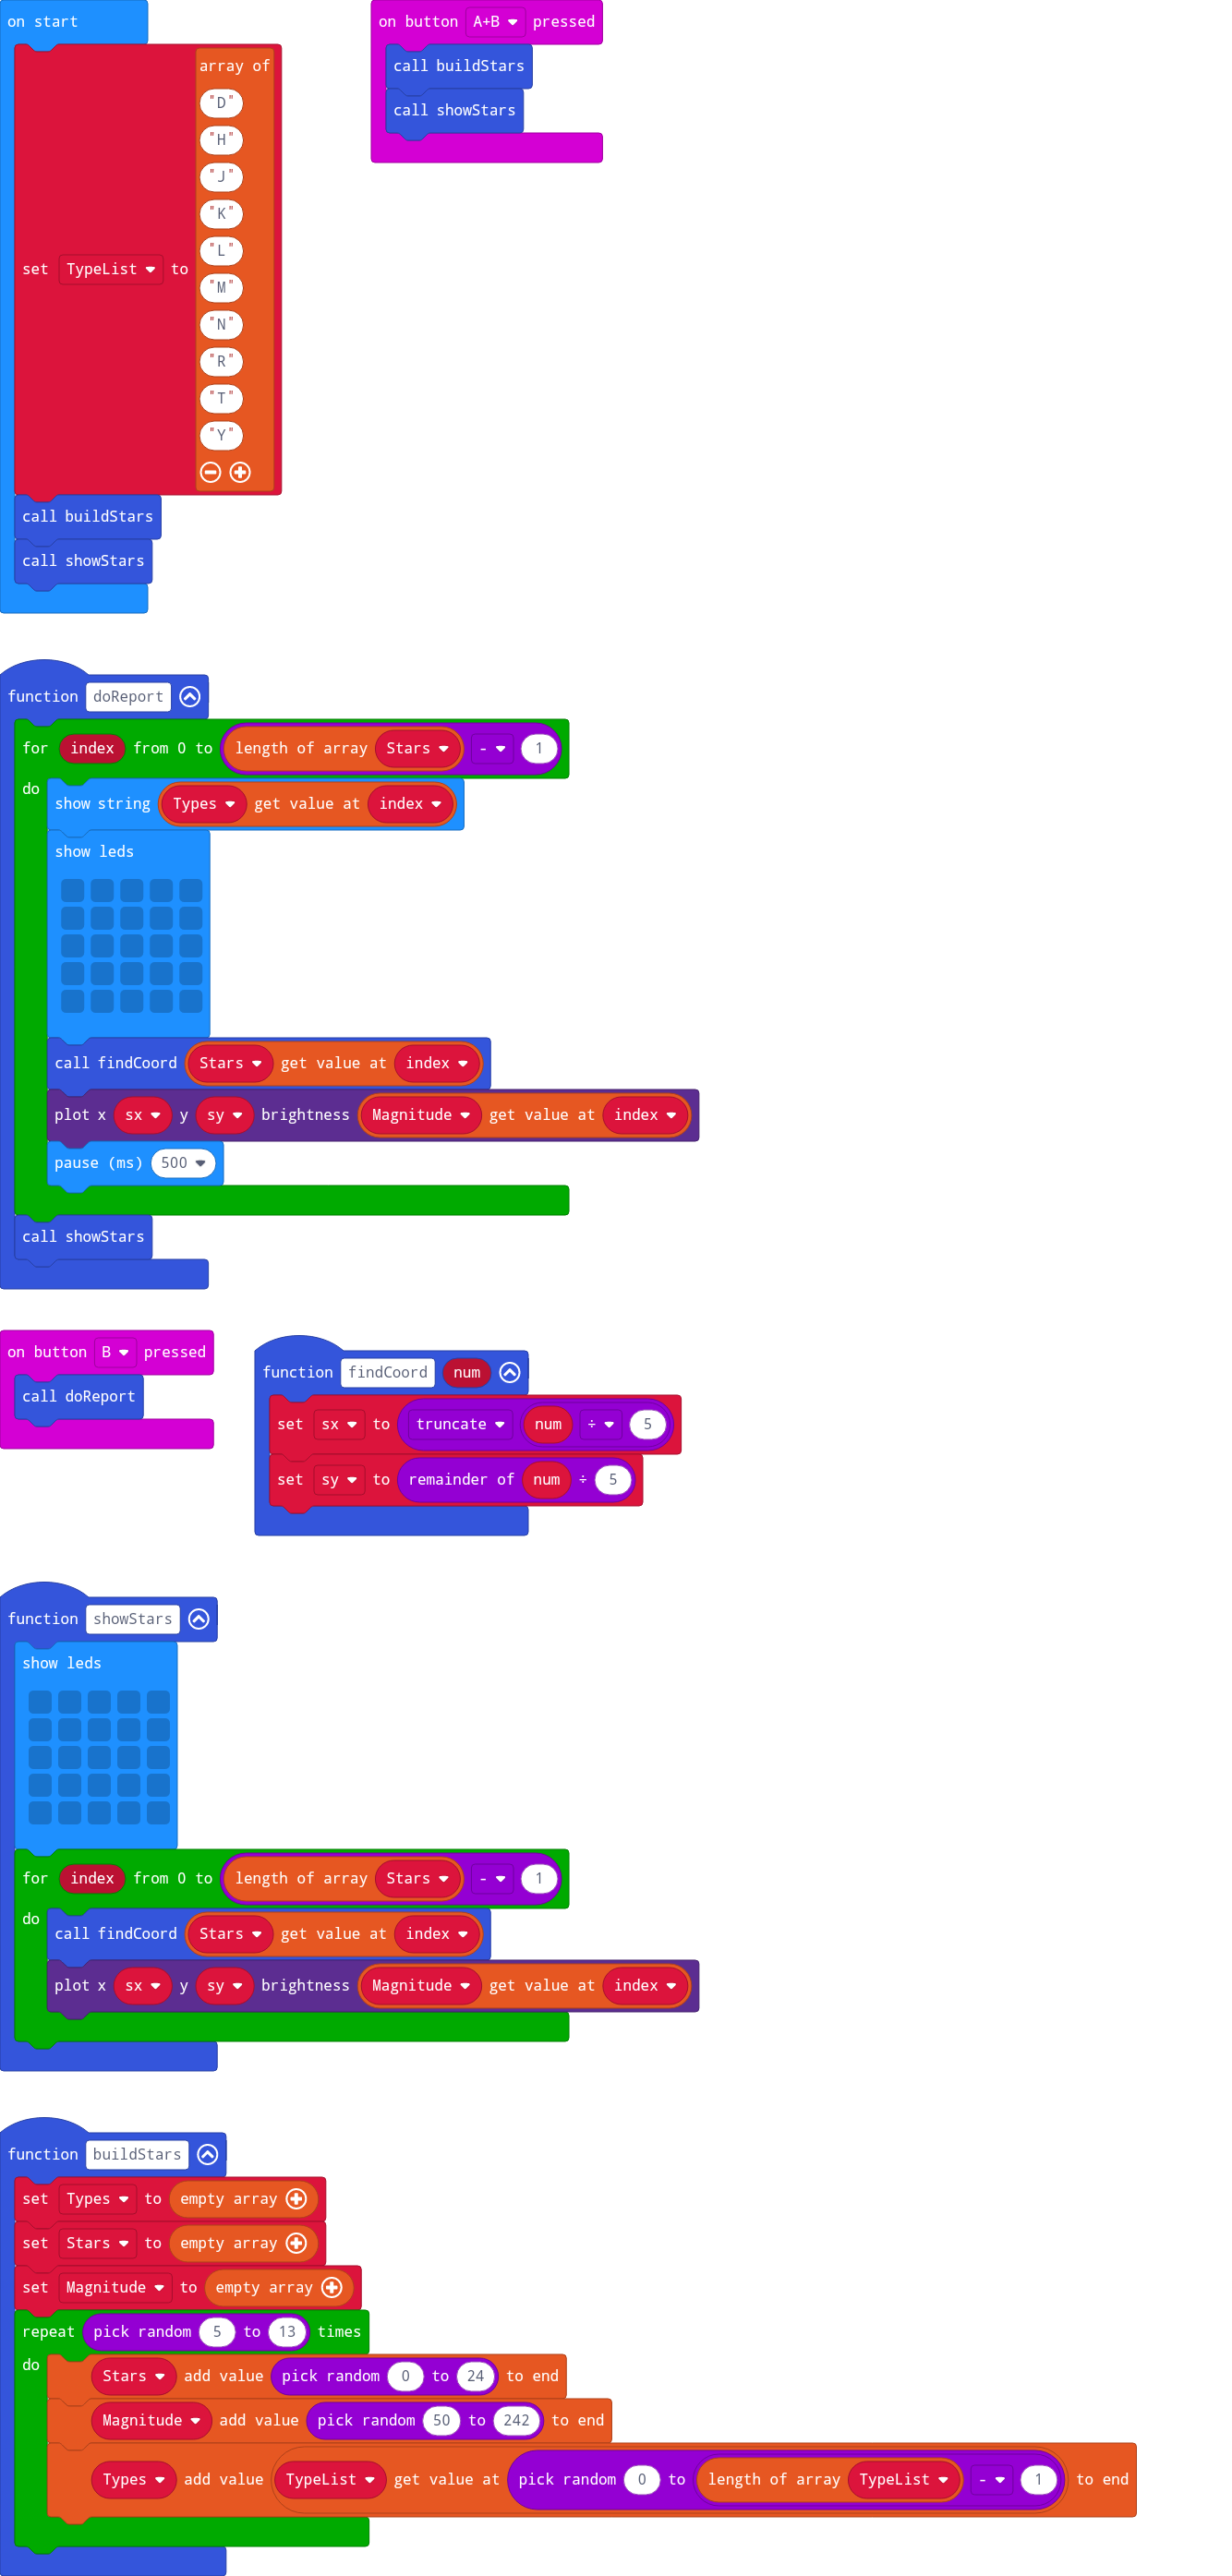 on start
set TypeList to array of
"D"
"H"
"J"
"K"
"L"
"M"
"N"
"R"
"T"
"Y"
call buildStars
call showStars
on button A+B pressed
call buildStars
call showStars
function doReport
for index from 0 to length of array Stars - 1
do
show string Types get value at index
show leds
call findCoord Stars get value at index
plot x sx y sy brightness Magnitude get value at index
pause (ms) 500
call showStars
on button B pressed
call doReport
function findCoord num
set sx to truncate num ÷ 5
set sy to remainder of num ÷ 5
function showStars
show leds
for index from 0 to length of array Stars - 1
do
call findCoord Stars get value at index
plot x sx y sy brightness Magnitude get value at index
function buildStars
set Types to empty array
set Stars to empty array
set Magnitude to empty array
repeat pick random 5 to 13 times
do
Stars add value pick random 0 to 24 to end
Magnitude add value pick random 50 to 242 to end
Types add value TypeList get value at pick random 0 to length of array TypeList - 1 to end